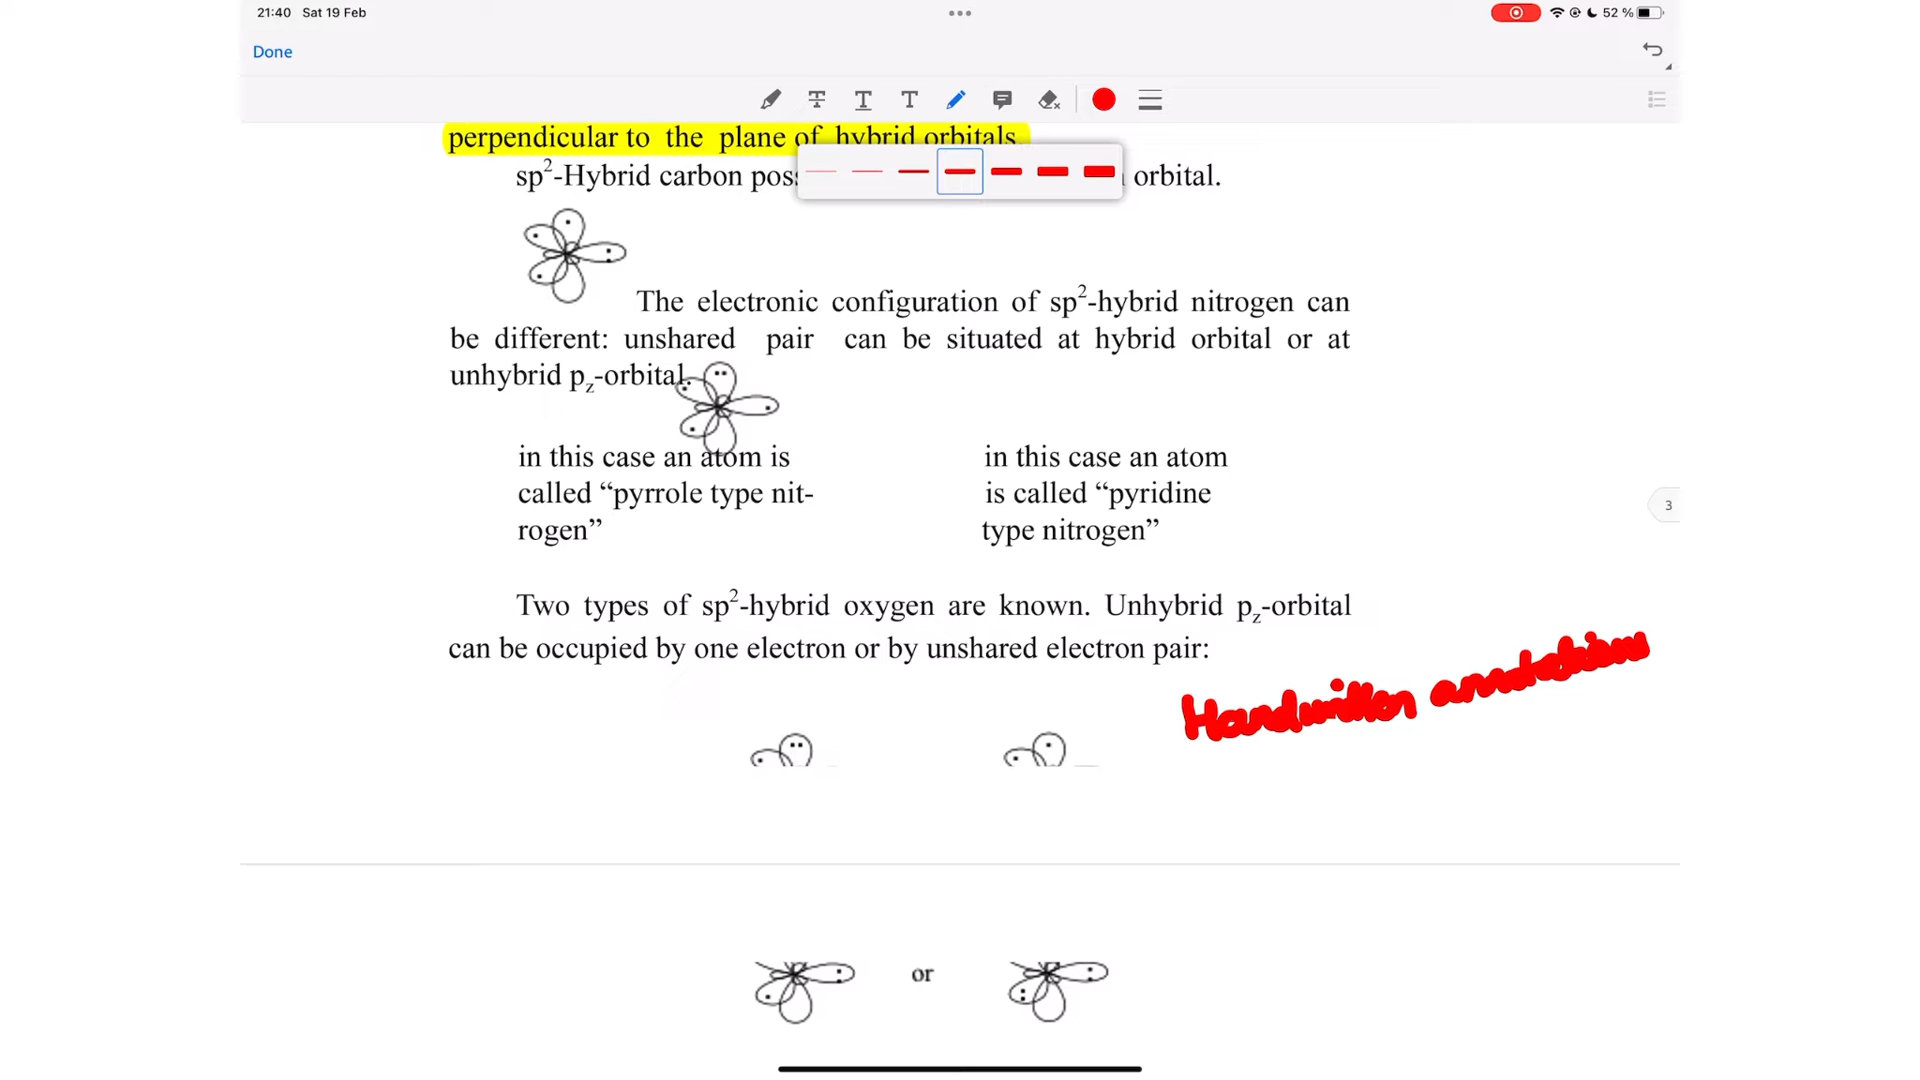 21:40 Sat 19 Feb
52 %
Done
perpendicular to the plane of hybrid orbitals
sp²-Hybrid carbon orbital.
The electronic configuration of sp²-hybrid nitrogen can
be different: unshared pair can be situated at hybrid orbital or at
unhybrid pz-orbital.
in this case an atom is
called “pyrrole type nit-
rogen”
in this case an atom
is called “pyridine
type nitrogen”
3
Two types of sp²-hybrid oxygen are known. Unhybrid pz-orbital
can be occupied by one electron or by unshared electron pair:
Handwritten annotations
or